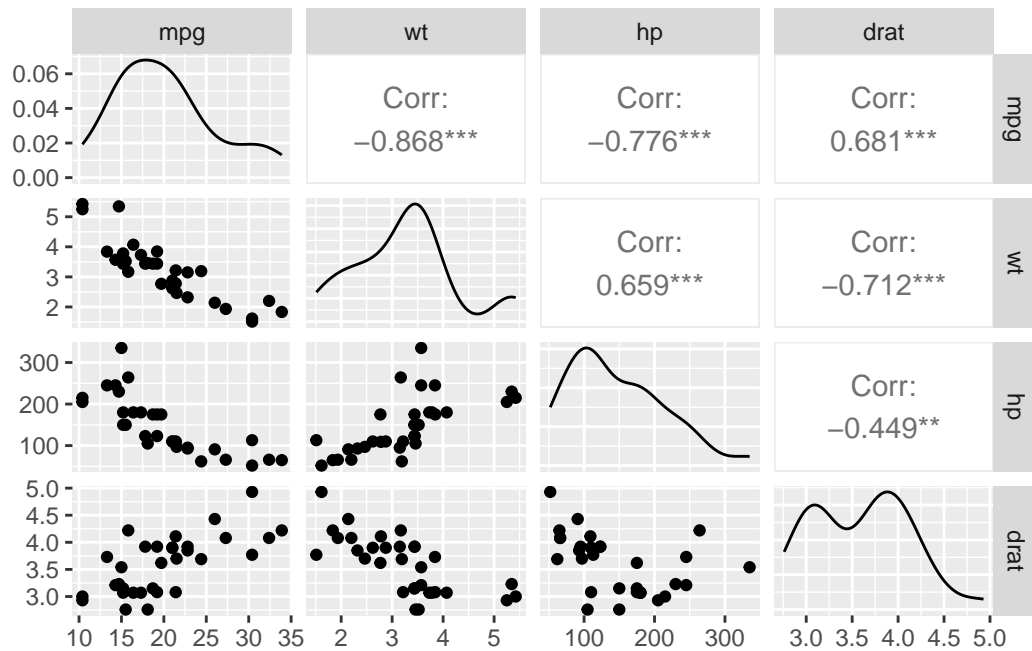 mpg wt hp drat
0.06
0.04
0.02
0.00
Corr:
−0.868***
Corr:
−0.776***
Corr:
0.681***
mpg
5
4
3
2
Corr:
0.659***
Corr:
−0.712***
wt
300
200
100
Corr:
−0.449**
hp
5.0
4.5
4.0
3.5
3.0
drat
10 15 20 25 30 35 2 3 4 5 100 200 300 3.0 3.5 4.0 4.5 5.0